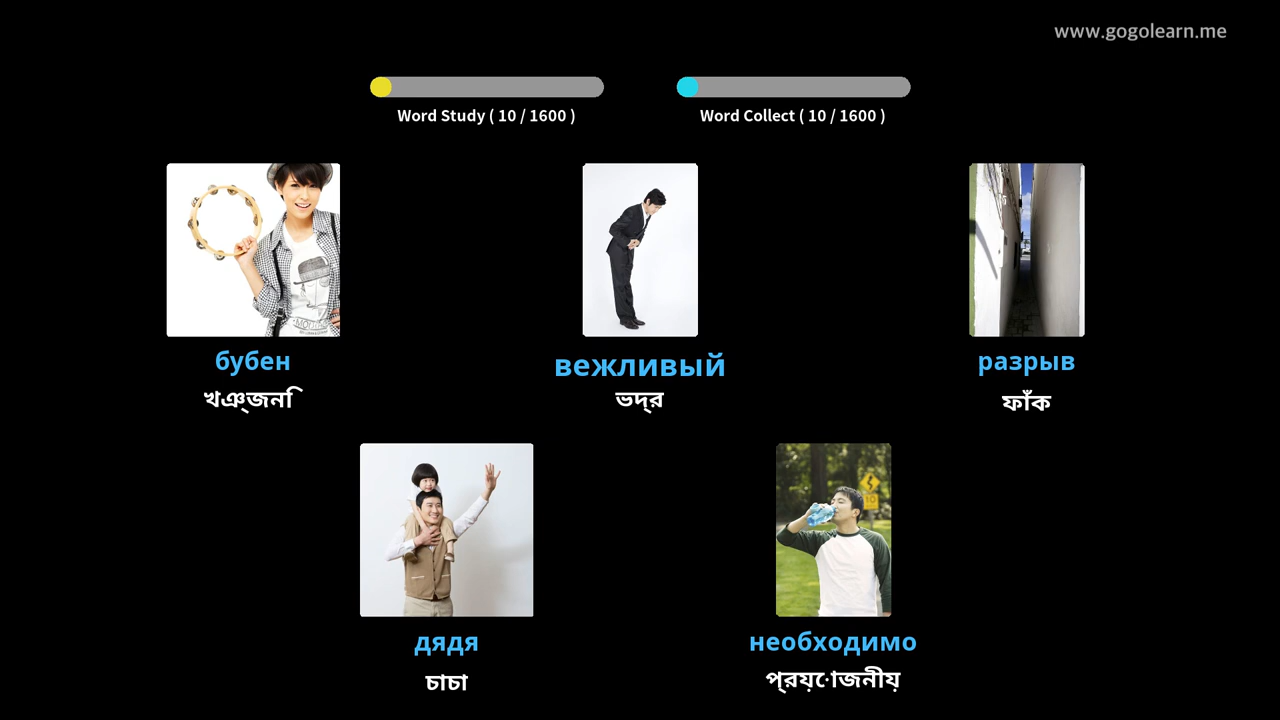 www.gogolearn.me
Word Study ( 10 / 1600 )
Word Collect ( 10 / 1600 )
бубен
খঞ্জনি
вежливый
ভদ্র
разрыв
ফাঁক
дядя
চাচা
необходимо
প্রয়োজনীয়